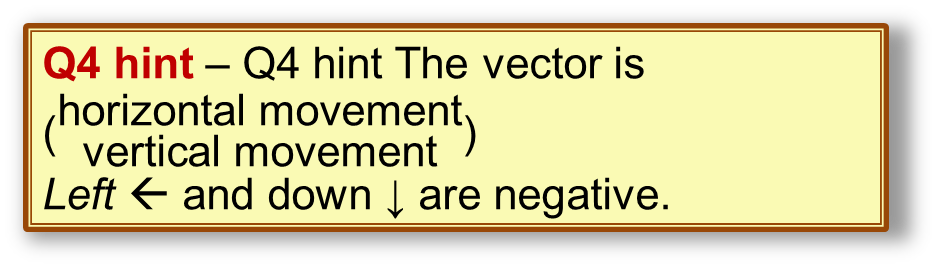 Q4 hint – Q4 hint The vector is
(horizontal movement
vertical movement)
Left ← and down ↓ are negative.